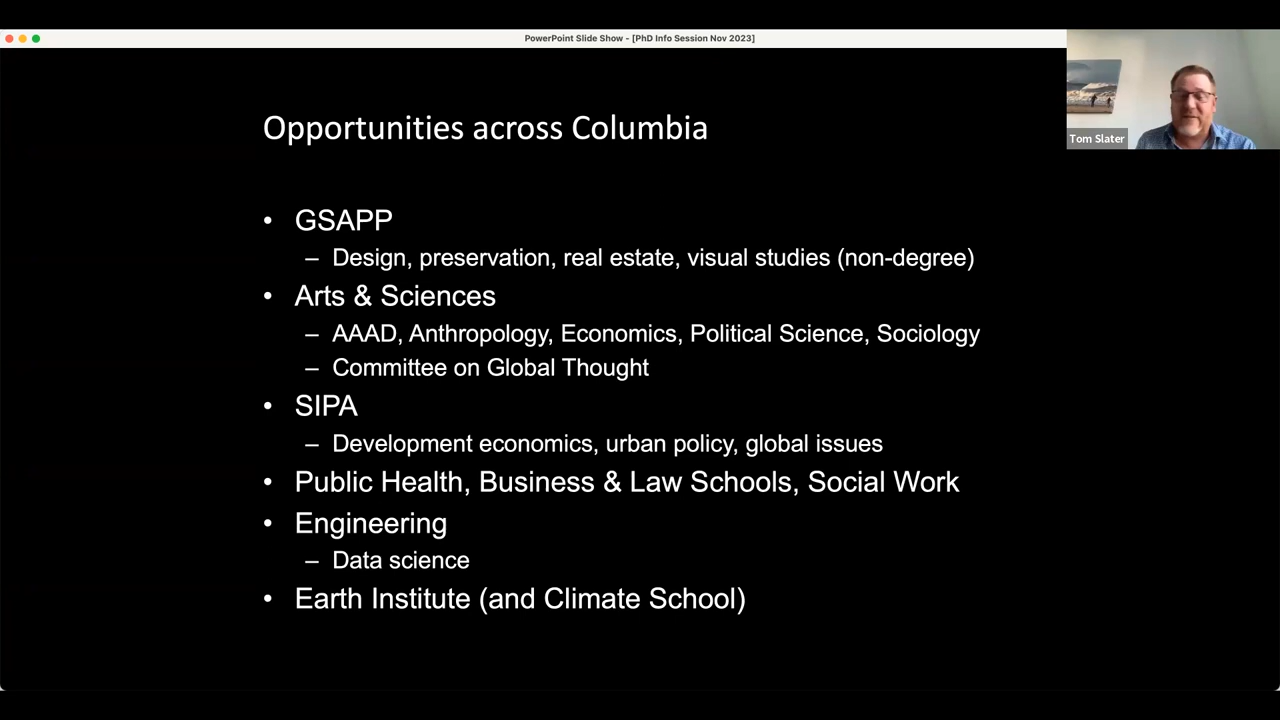 PowerPoint Slide Show - [PhD Info Session Nov 2023]
Tom Slater
Opportunities across Columbia
• GSAPP
– Design, preservation, real estate, visual studies (non-degree)
• Arts & Sciences
– AAAD, Anthropology, Economics, Political Science, Sociology
– Committee on Global Thought
• SIPA
– Development economics, urban policy, global issues
• Public Health, Business & Law Schools, Social Work
• Engineering
– Data science
• Earth Institute (and Climate School)